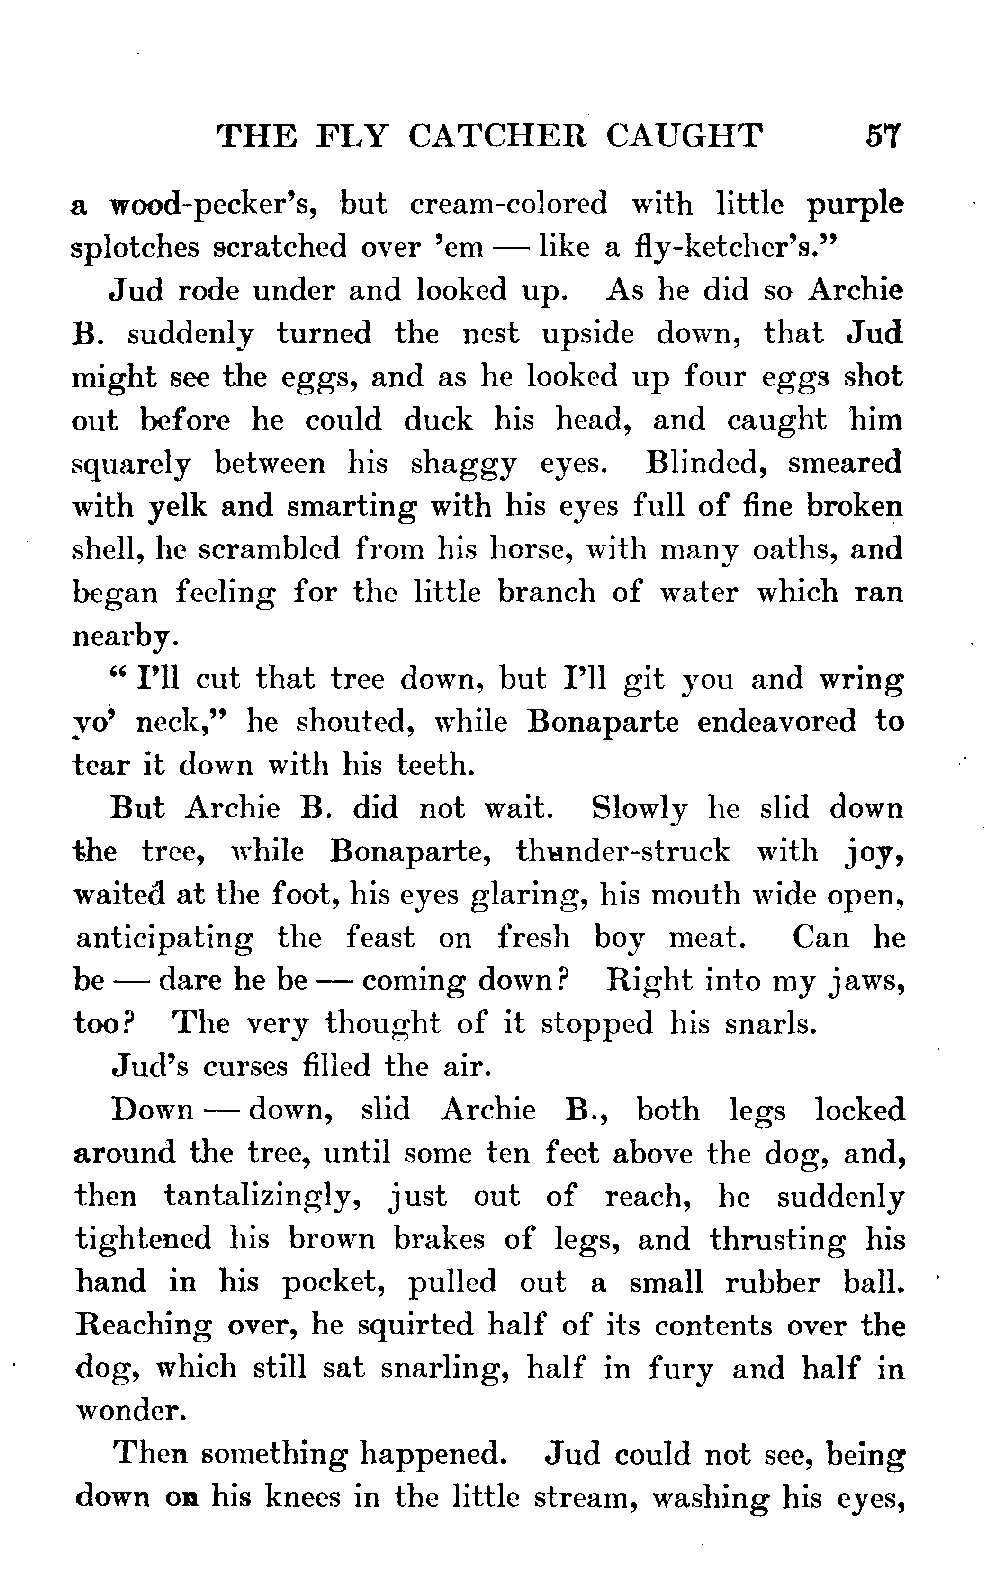 THE FLY CATCHER CAUGHT 57
a wood-pecker's, but cream-colored with little purple
splotches scratched over 'em — like a fly-ketcher's."
Jud rode under and looked up. As he did so Archie
B. suddenly turned the nest upside down, that Jud
might see the eggs, and as he looked up four eggs shot
out before he could duck his head, and caught him
squarely between his shaggy eyes. Blinded, smeared
with yelk and smarting with his eyes full of fine broken
shell, he scrambled from his horse, with many oaths, and
began feeling for the little branch of water which ran
nearby.
" I'll cut that tree down, but I'll git you and wring
yo' neck," he shouted, while Bonaparte endeavored to
tear it down with his teeth.
But Archie B. did not wait. Slowly he slid down
the tree, while Bonaparte, thunder-struck with joy,
waited at the foot, his eyes glaring, his mouth wide open,
anticipating the feast on fresh boy meat. Can he
be — dare he be — coming down? Right into my jaws,
too? The very thought of it stopped his snarls.
Jud's curses filled the air.
Down — down, slid Archie B., both legs locked
around the tree, until some ten feet above the dog, and,
then tantalizingly, just out of reach, he suddenly
tightened his brown brakes of legs, and thrusting his
hand in his pocket, pulled out a small rubber ball.
Reaching over, he squirted half of its contents over the
dog, which still sat snarling, half in fury and half in
wonder.
Then something happened. Jud could not see, being
down on his knees in the little stream, washing his eyes,